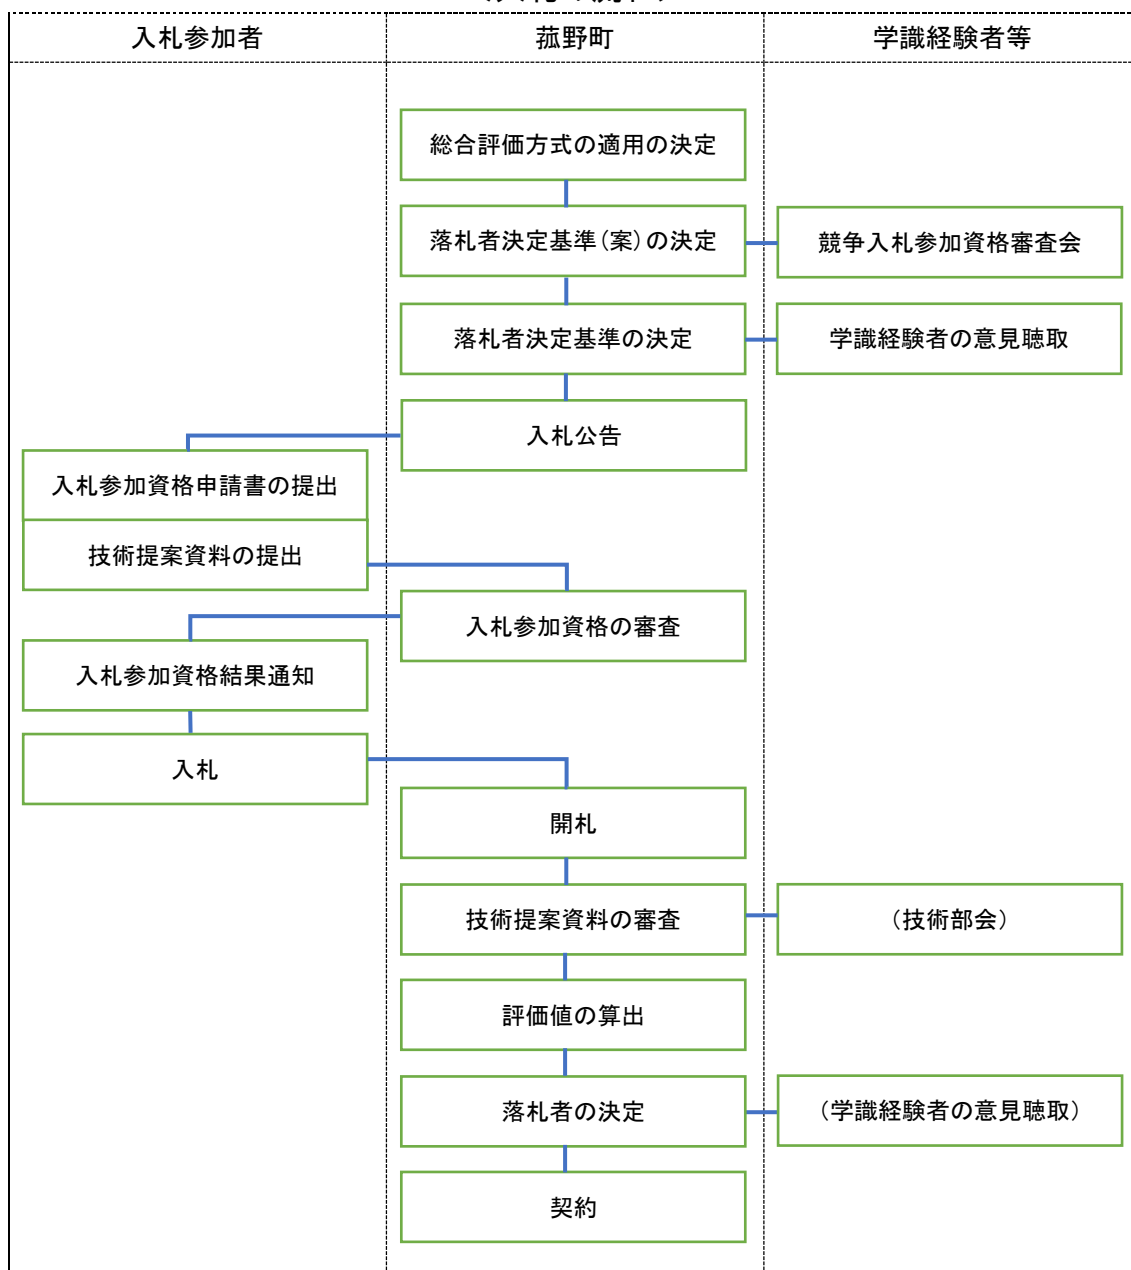 入札参加者
菰野町
学識経験者等
総合評価方式の適用の決定
落札者決定基準(案)の決定
競争入札参加資格審査会
落札者決定基準の決定
学識経験者の意見聴取
入札公告
入札参加資格申請書の提出
技術提案資料の提出
入札参加資格の審査
入札参加資格結果通知
入札
開札
技術提案資料の審査
（技術部会）
評価値の算出
落札者の決定
（学識経験者の意見聴取）
契約